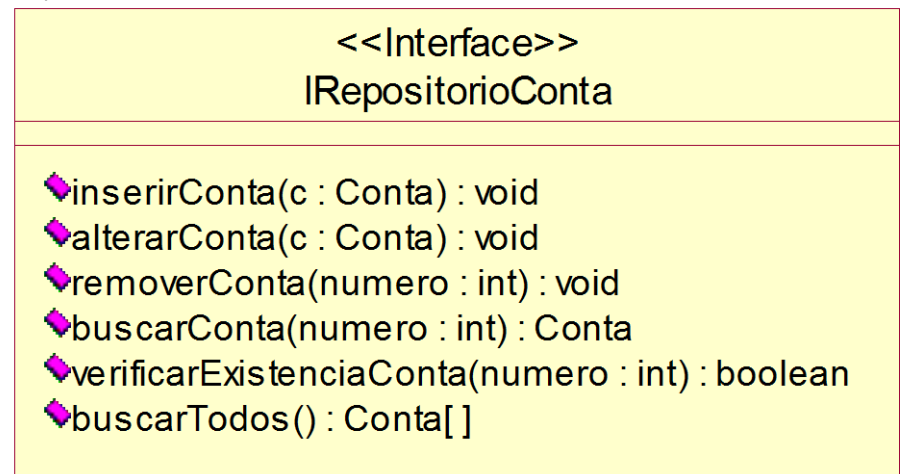 <<Interface>>
IRepositorioConta
inserirConta(c : Conta) : void
alterarConta(c : Conta) : void
removerConta(numero : int) : void
buscarConta(numero : int) : Conta
verificarExistenciaConta(numero : int) : boolean
buscarTodos() : Conta[ ]